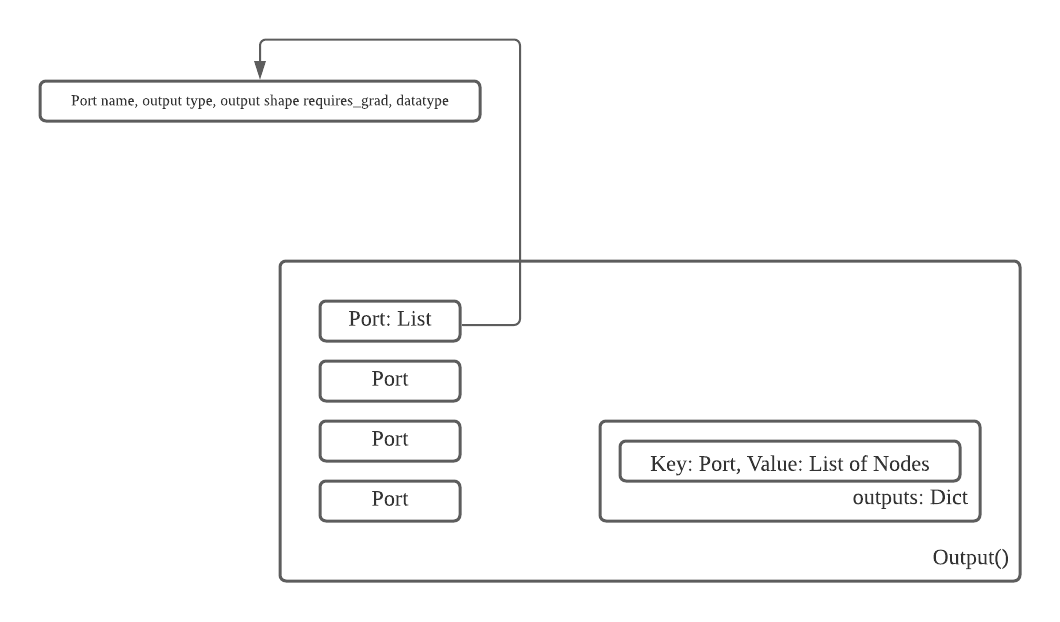 Port name, output type, output shape requires_grad, datatype
Port: List
Port
Port
Port
Key: Port, Value: List of Nodes
outputs: Dict
Output()